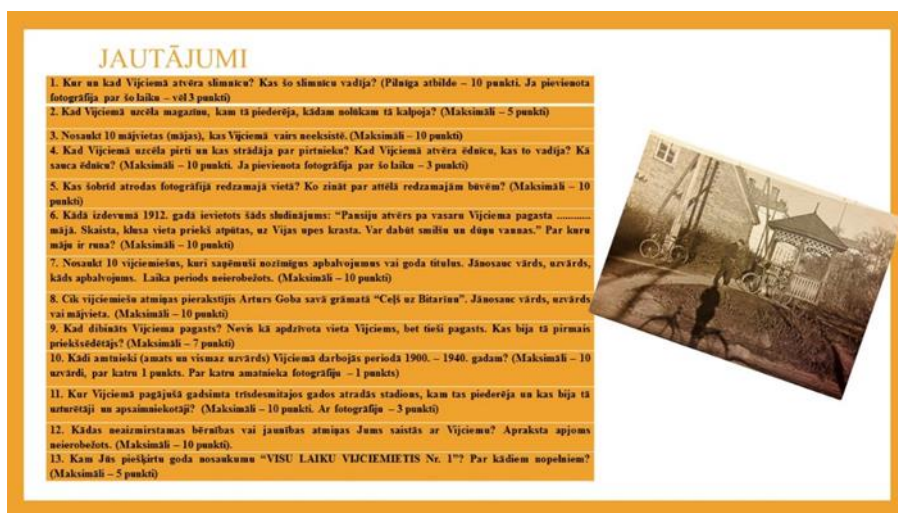 JAUTĀJUMI
1. Kur un kad Vijciemā atvēra slimnīcu? Kas šo slimnīcu vadīja? (Pilnīga atbilde – 10 punkti. Ja pievienota
fotogrāfija par šo laiku – vēl 3 punkti)
2. Kad Vijciemā uzcēla magazīnu, kam tā piederēja, kādam nolūkam tā kalpoja? (Maksimāli – 5 punkti)
3. Nosaukt 10 mājvietas (mājas), kas Vijciemā vairs neeksistē. (Maksimāli – 10 punkti)
4. Kad Vijciemā uzcēla pirti un kas strādāja par pirtnieku? Kad Vijciemā atvēra ēdnīcu, kas to vadīja? Kā
sauca ēdnīcu? (Maksimāli – 10 punkti. Ja pievienota fotogrāfija par šo laiku – 3 punkti)
5. Kas šobrīd atrodas fotogrāfijā redzamajā vietā? Ko zināt par attēlā redzamajām būvēm? (Maksimāli – 10
punkti)
6. Kādā izdevumā 1912. gadā ievietots šāds sludinājums: “Pansiju atvērs pa vasaru Vijciema pagasta ............
mājā. Skaista, klusa vieta priekš atpūtas, uz Vijas upes krasta. Var dabūt smilšu un dūņu vannas.” Par kuru
māju ir runa? (Maksimāli – 10 punkti)
7. Nosaukt 10 vijciemiešus, kuri saņēmuši nozīmīgus apbalvojumus vai goda titulus. Jānosauc vārds, uzvārds,
kāds apbalvojums. Laika periods neierobežots. (Maksimāli – 10 punkti)
8. Cik vijciemiešu atmiņas pierakstījis Arturs Goba savā grāmatā “Ceļš uz Bitarīnu”. Jānosauc vārds, uzvārds
vai mājvieta. (Maksimāli – 10 punkti)
9. Kad dibināts Vijciema pagasts? Nevis kā apdzīvota vieta Vijciems, bet tieši pagasts. Kas bija tā pirmais
priekšsēdētājs? (Maksimāli – 7 punkti)
10. Kādi amatnieki (amats un vismaz uzvārds) Vijciemā darbojās periodā 1900. – 1940. gadam? (Maksimāli – 10
uzvārdi, par katru 1 punkts. Par katru amatnieka fotogrāfiju – 1 punkts)
11. Kur Vijciemā pagājušā gadsimta trīsdesmitajos gados atradās stadions, kam tas piederēja un kas bija tā
uzturētāji un apsaimniekotāji? (Maksimāli – 10 punkti. Ar fotogrāfiju – 3 punkti)
12. Kādas neaizmirstamas bērnības vai jaunības atmiņas Jums saistās ar Vijciemu? Apraksta apjoms
neierobežots. (Maksimāli – 10 punkti).
13. Kam Jūs piešķirtu goda nosaukumu “VISU LAIKU VIJCIEMIETIS Nr. 1”? Par kādiem nopelniem?
(Maksimāli – 5 punkti)